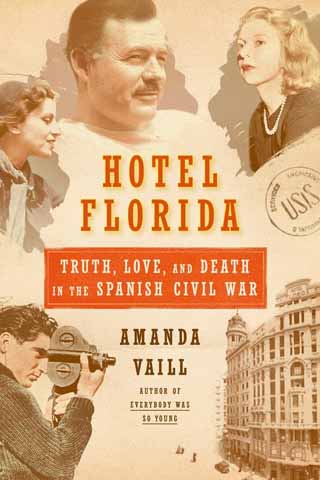 HOTEL
FLORIDA
TRUTH, LOVE, AND DEATH
IN THE SPANISH CIVIL WAR
AMANDA
VAILL
AUTHOR OF
EVERYBODY WAS
SO YOUNG